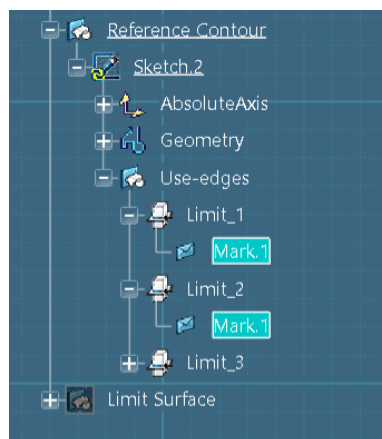 Reference Contour
Sketch.2
AbsoluteAxis
Geometry
Use-edges
Limit_1
Mark.1
Limit_2
Mark.1
Limit_3
Limit Surface